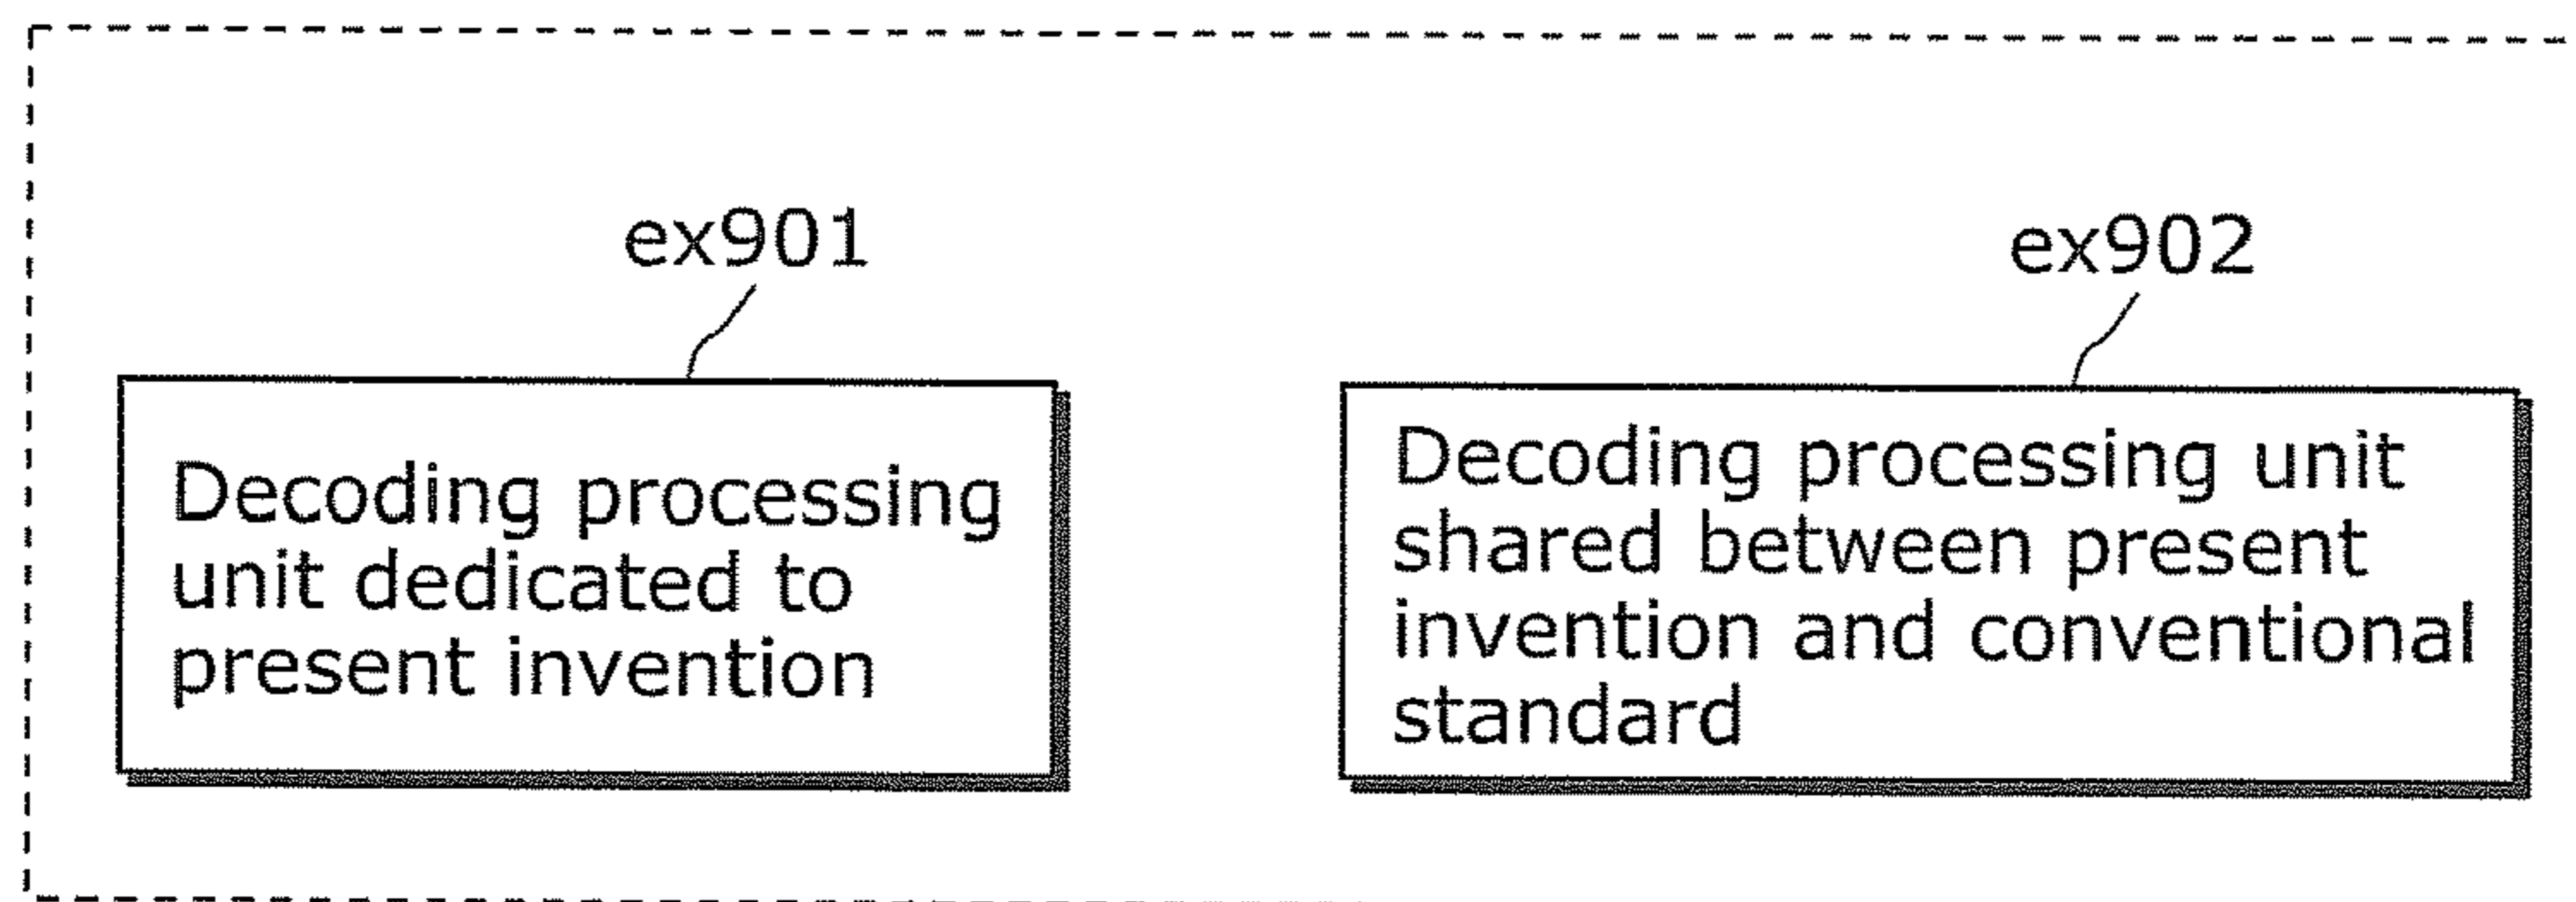 ex901
ex902
Decoding processing
unit dedicated to
present invention
Decoding processing unit
shared between present
invention and conventional
standard